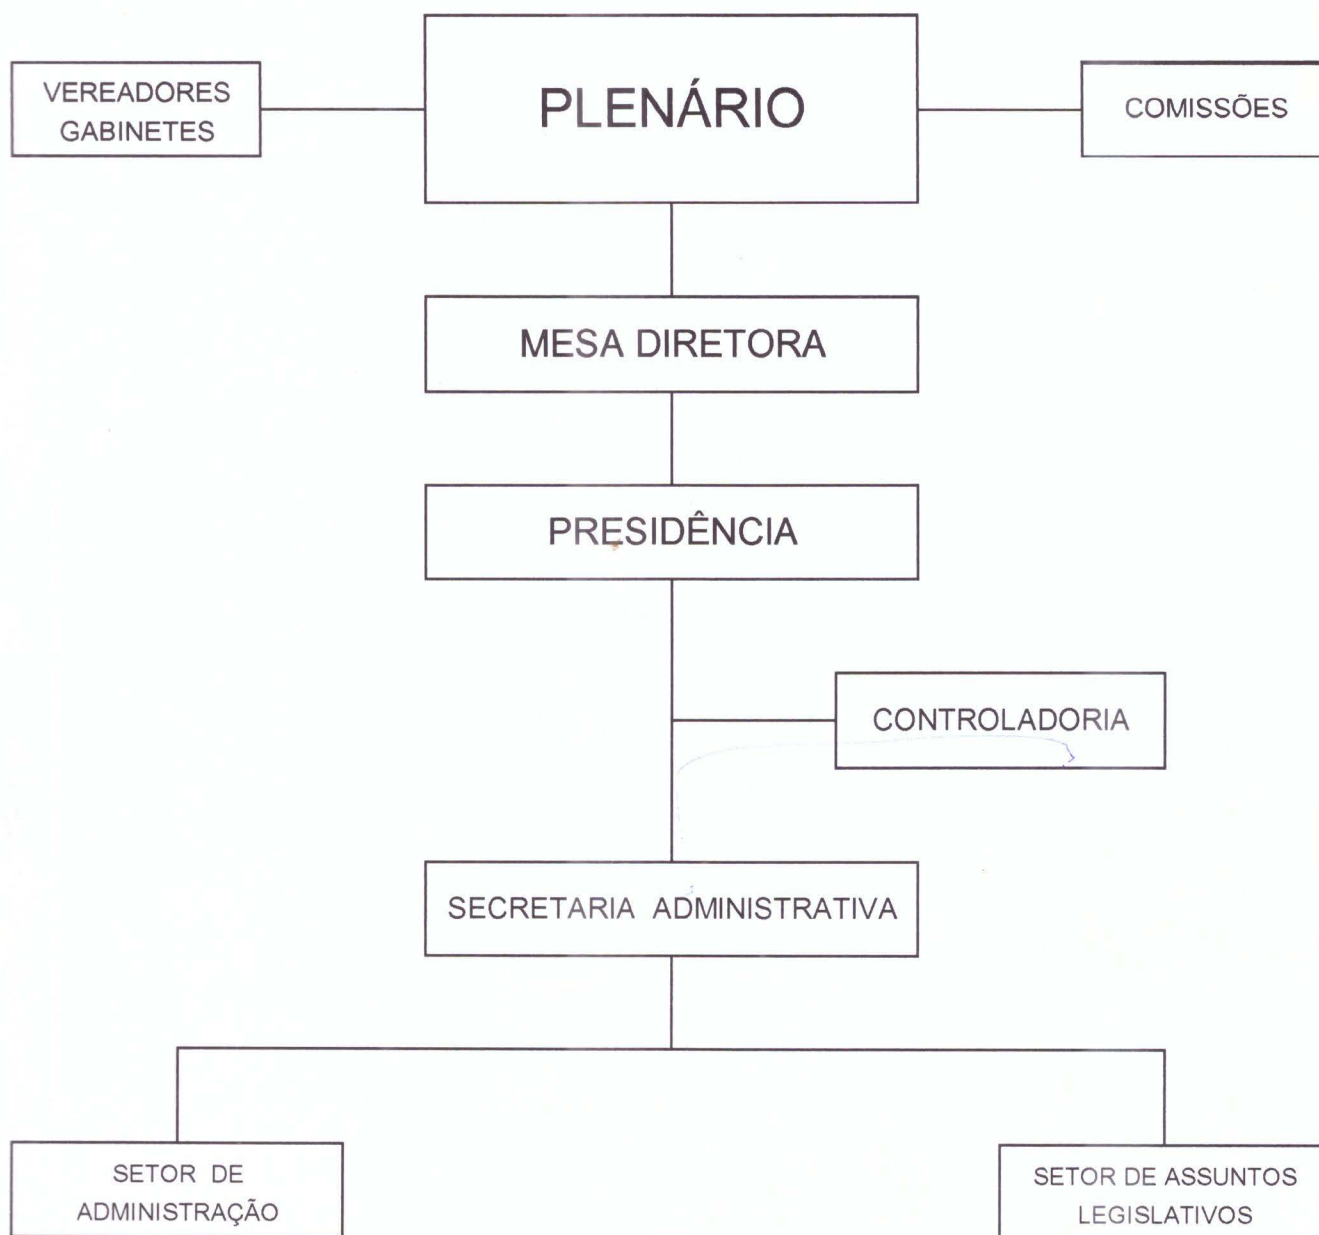 VEREADORES
GABINETES
PLENÁRIO
COMISSÕES
MESA DIRETORA
PRESIDÊNCIA
CONTROLADORIA
SECRETARIA ADMINISTRATIVA
SETOR DE
ADMINISTRAÇÃO
SETOR DE ASSUNTOS
LEGISLATIVOS